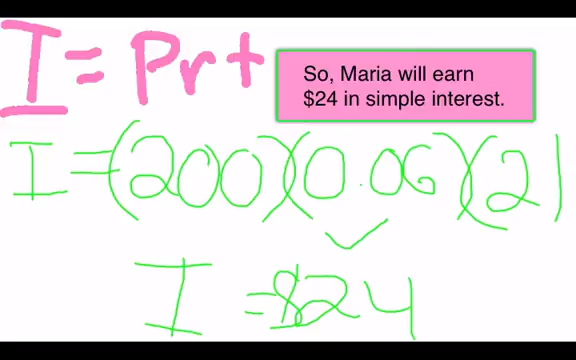 I = Prt
So, Maria will earn
$24 in simple interest.
I = (200)(0.06)(2)
I = $24